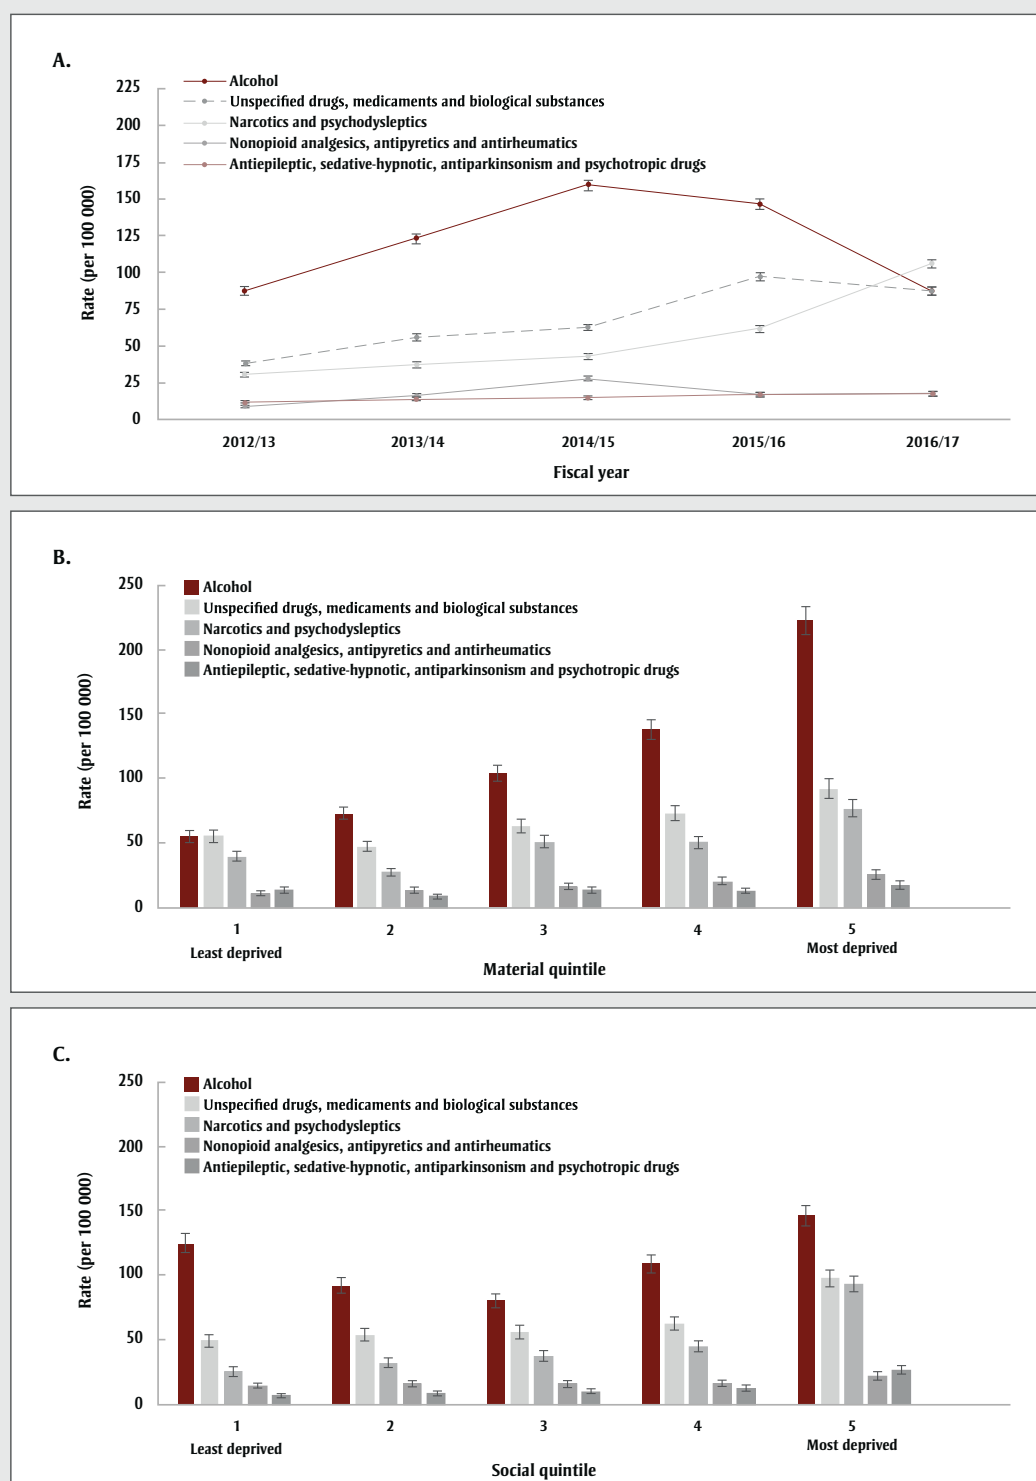 A.
225
200
175
150
125
100
75
50
25
0
Rate (per 100 000)
Alcohol
Unspecified drugs, medicaments and biological substances
Narcotics and psychodysleptics
Nonopioid analgesics, antipyretics and antirheumatics
Antiepileptic, sedative-hypnotic, antiparkinsonism and psychotropic drugs
2012/13 2013/14 2014/15 2015/16 2016/17
Fiscal year
B.
250
200
150
100
50
0
Rate (per 100 000)
Alcohol
Unspecified drugs, medicaments and biological substances
Narcotics and psychodysleptics
Nonopioid analgesics, antipyretics and antirheumatics
Antiepileptic, sedative-hypnotic, antiparkinsonism and psychotropic drugs
1 2 3 4 5
Least deprived Most deprived
Material quintile
C.
250
200
150
100
50
0
Rate (per 100 000)
Alcohol
Unspecified drugs, medicaments and biological substances
Narcotics and psychodysleptics
Nonopioid analgesics, antipyretics and antirheumatics
Antiepileptic, sedative-hypnotic, antiparkinsonism and psychotropic drugs
1 2 3 4 5
Least deprived Most deprived
Social quintile